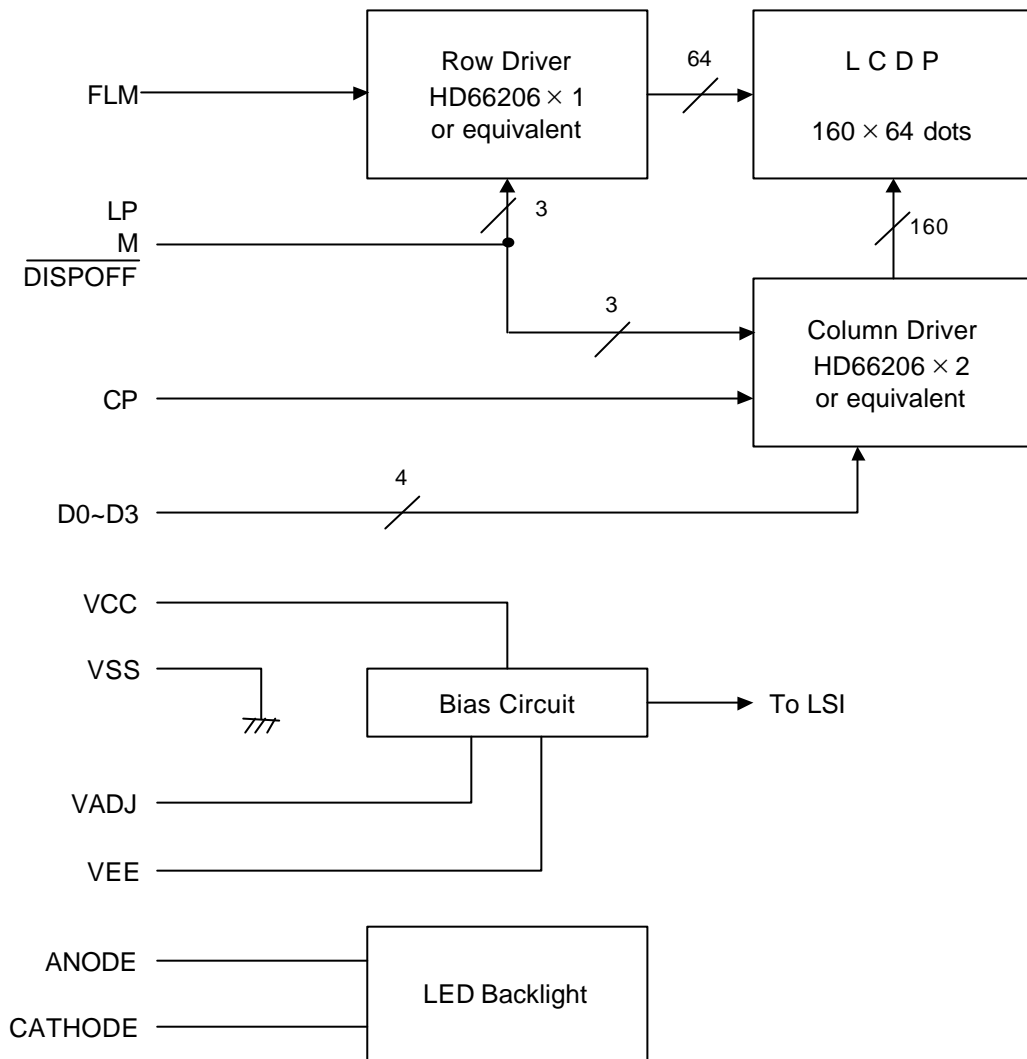 Row Driver
HD66206 × 1
or equivalent
64
L C D P
160 × 64 dots
FLM
LP
M
DISPOFF
3
160
3
Column Driver
HD66206 × 2
or equivalent
CP
4
D0~D3
VCC
VSS
Bias Circuit
To LSI
VADJ
VEE
ANODE
LED Backlight
CATHODE